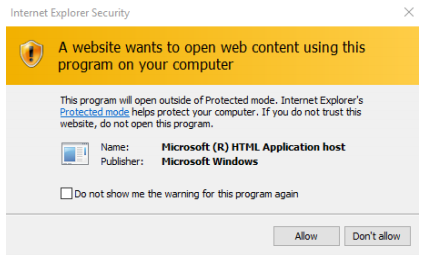 Internet Explorer Security
A website wants to open web content using this
program on your computer
This program will open outside of Protected mode. Internet Explorer's
Protected mode helps protect your computer. If you do not trust this
website, do not open this program.
Name: Microsoft (R) HTML Application host
Publisher: Microsoft Windows
Do not show me the warning for this program again
Allow Don't allow